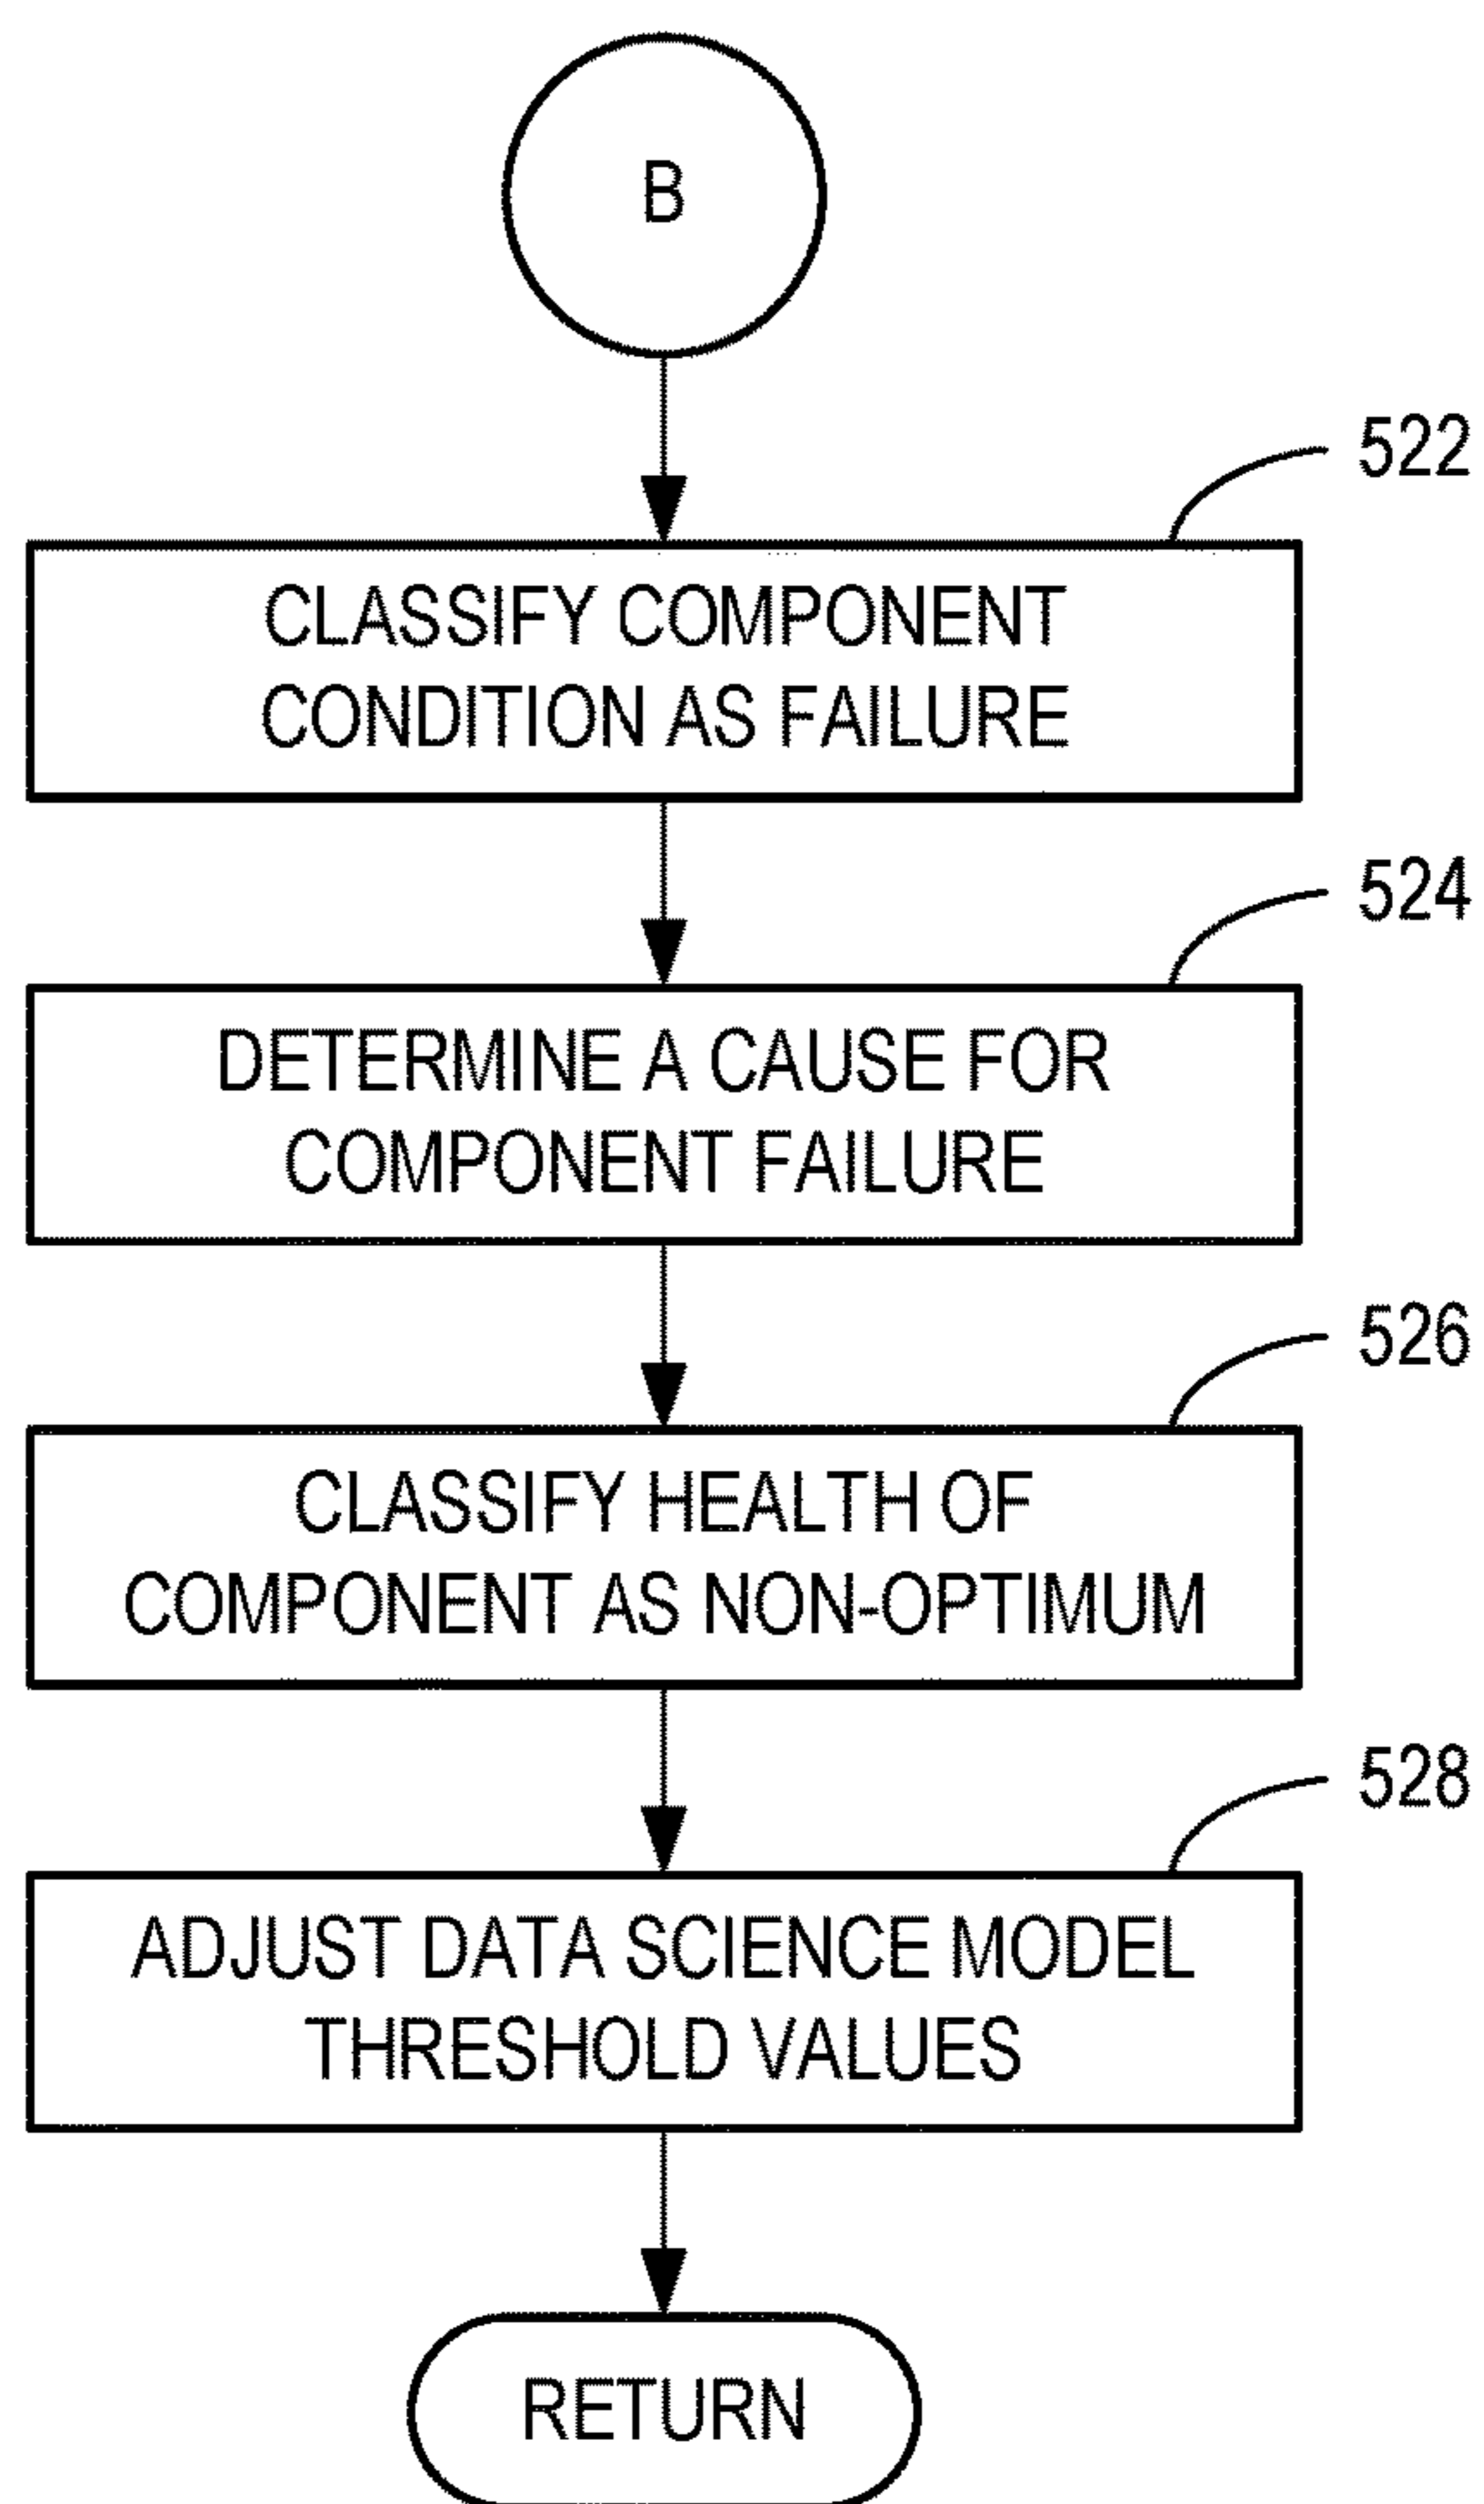 B
522
CLASSIFY COMPONENT
CONDITION AS FAILURE
524
DETERMINE A CAUSE FOR
COMPONENT FAILURE
526
CLASSIFY HEALTH OF
COMPONENT AS NON-OPTIMUM
528
ADJUST DATA SCIENCE MODEL
THRESHOLD VALUES
RETURN